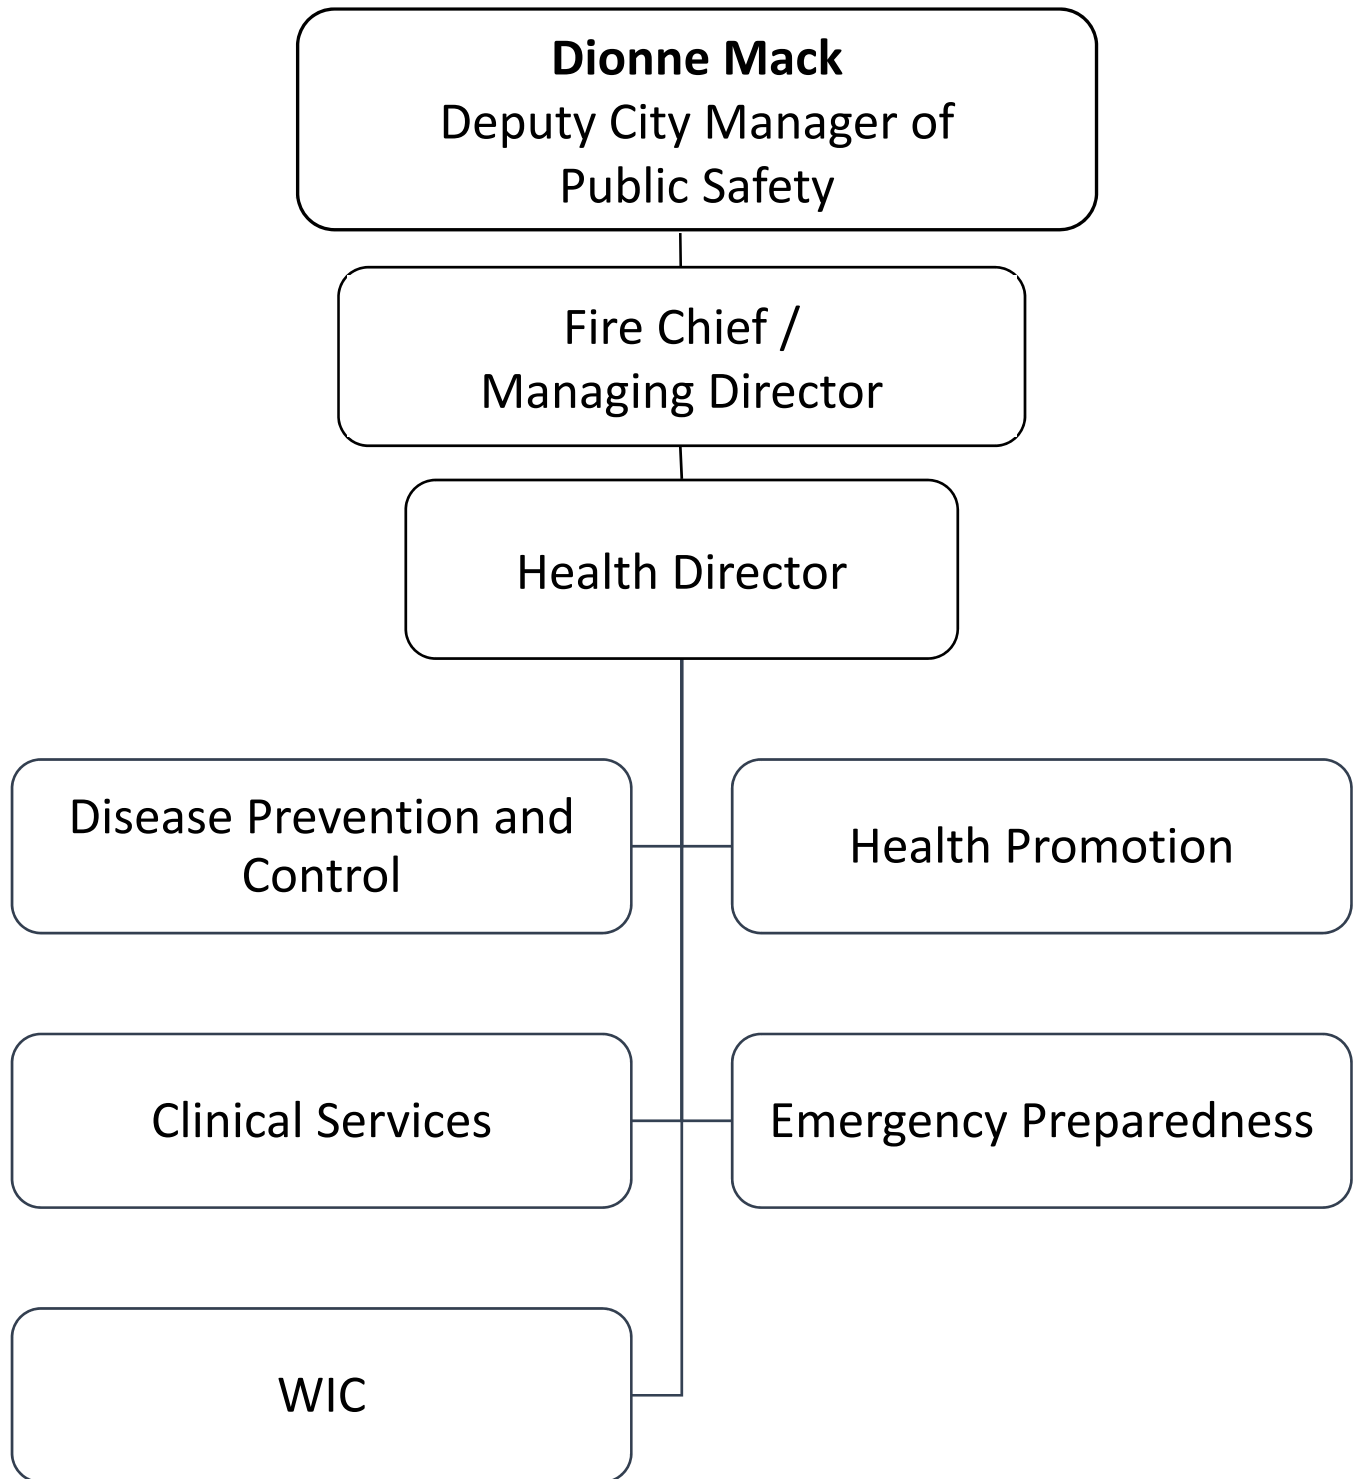 Dionne Mack
Deputy City Manager of
Public Safety
Fire Chief /
Managing Director
Health Director
Disease Prevention and
Control
Health Promotion
Clinical Services
Emergency Preparedness
WIC